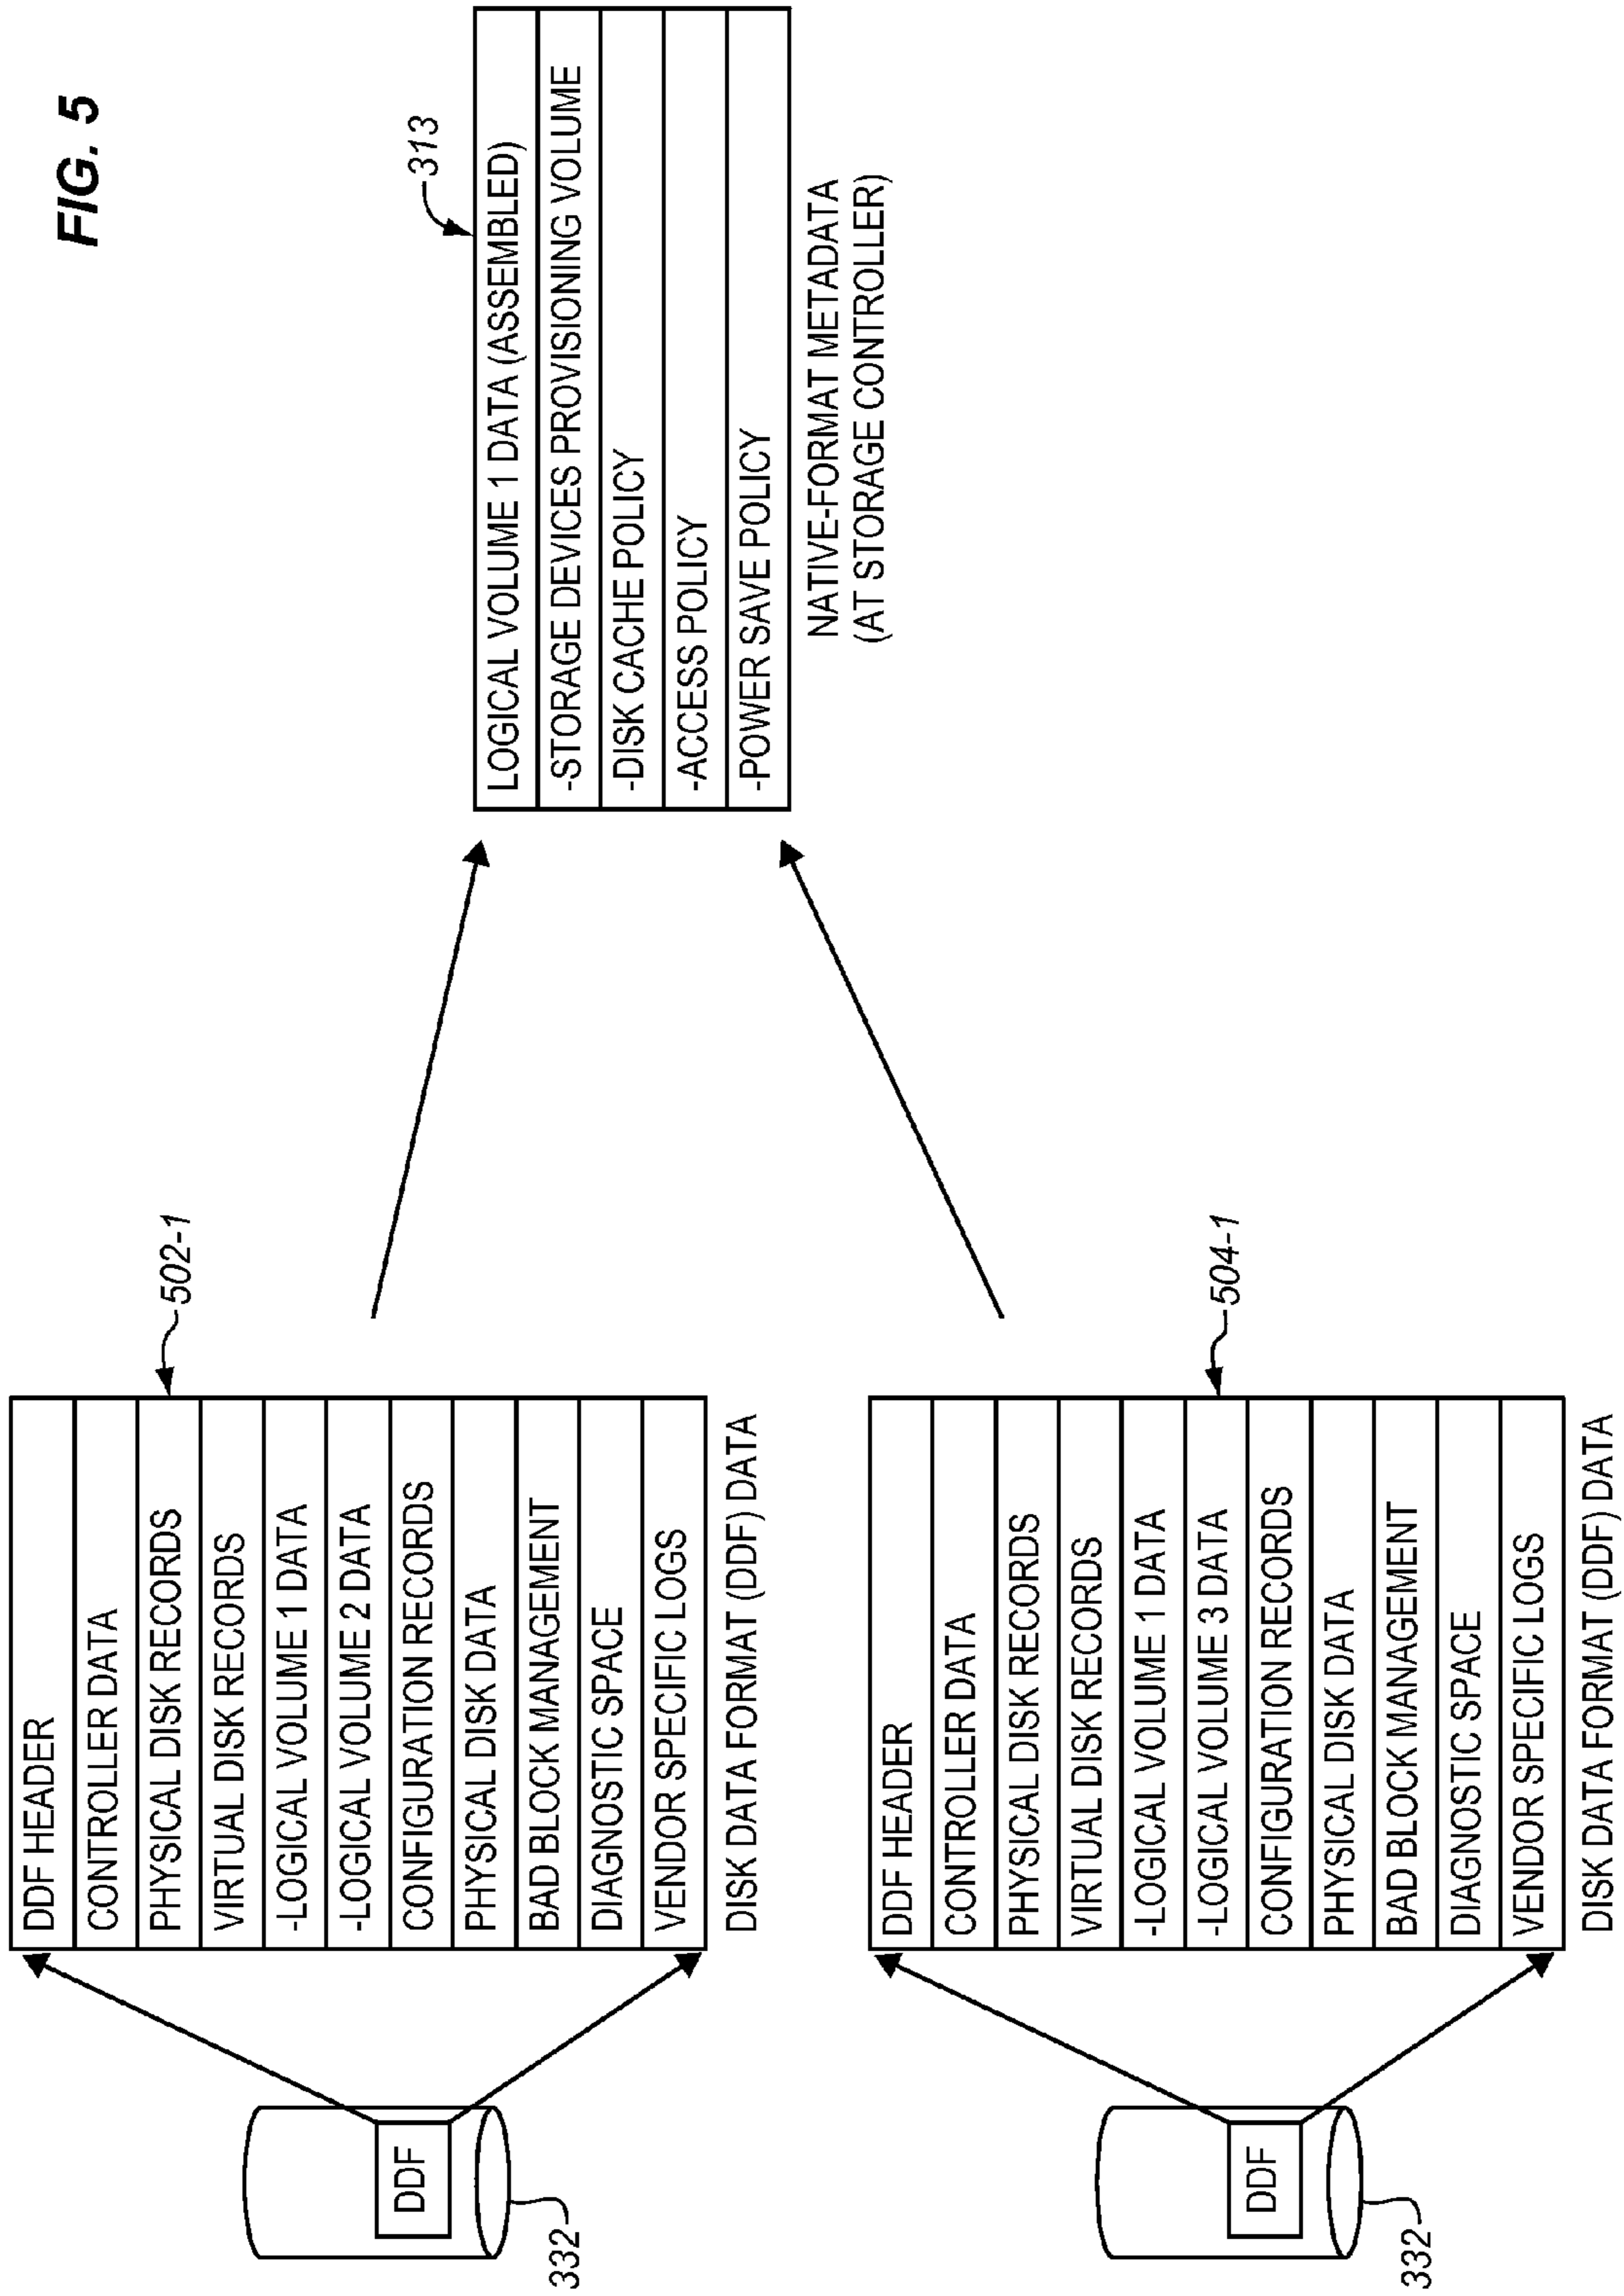 FIG. 5
332
DDF
DDF HEADER
CONTROLLER DATA
PHYSICAL DISK RECORDS
VIRTUAL DISK RECORDS
-LOGICAL VOLUME 1 DATA
-LOGICAL VOLUME 2 DATA
CONFIGURATION RECORDS
PHYSICAL DISK DATA
BAD BLOCK MANAGEMENT
DIAGNOSTIC SPACE
VENDOR SPECIFIC LOGS
DISK DATA FORMAT (DDF) DATA
502-1
332
DDF
DDF HEADER
CONTROLLER DATA
PHYSICAL DISK RECORDS
VIRTUAL DISK RECORDS
-LOGICAL VOLUME 1 DATA
-LOGICAL VOLUME 3 DATA
CONFIGURATION RECORDS
PHYSICAL DISK DATA
BAD BLOCK MANAGEMENT
DIAGNOSTIC SPACE
VENDOR SPECIFIC LOGS
DISK DATA FORMAT (DDF) DATA
504-1
313
LOGICAL VOLUME 1 DATA (ASSEMBLED)
-STORAGE DEVICES PROVISIONING VOLUME
-DISK CACHE POLICY
-ACCESS POLICY
-POWER SAVE POLICY
NATIVE-FORMAT METADATA
(AT STORAGE CONTROLLER)